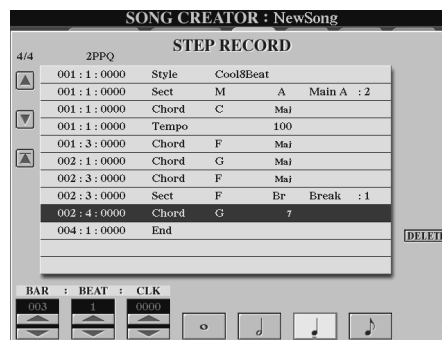 SONG CREATOR : NewSong
STEP RECORD
4/4 2PPQ
001 : 1 : 0000 Style Cool8Beat
001 : 1 : 0000 Sect M A Main A : 2
001 : 1 : 0000 Chord C Maj
001 : 1 : 0000 Tempo 100
001 : 3 : 0000 Chord F Maj
002 : 1 : 0000 Chord G Maj
002 : 3 : 0000 Chord F Maj
002 : 3 : 0000 Sect F Br Break : 1
002 : 4 : 0000 Chord G 7
004 : 1 : 0000 End
DELETE
BAR : BEAT : CLK
003 1 0000